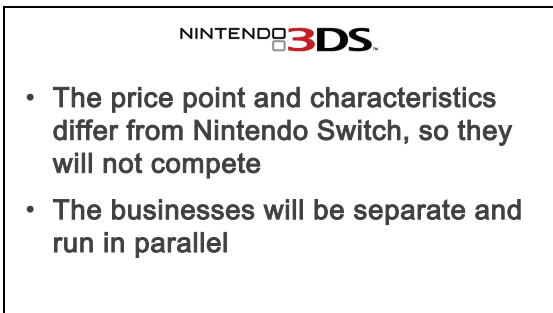 NINTENDO 3DS™
• The price point and characteristics
differ from Nintendo Switch, so they
will not compete
• The businesses will be separate and
run in parallel